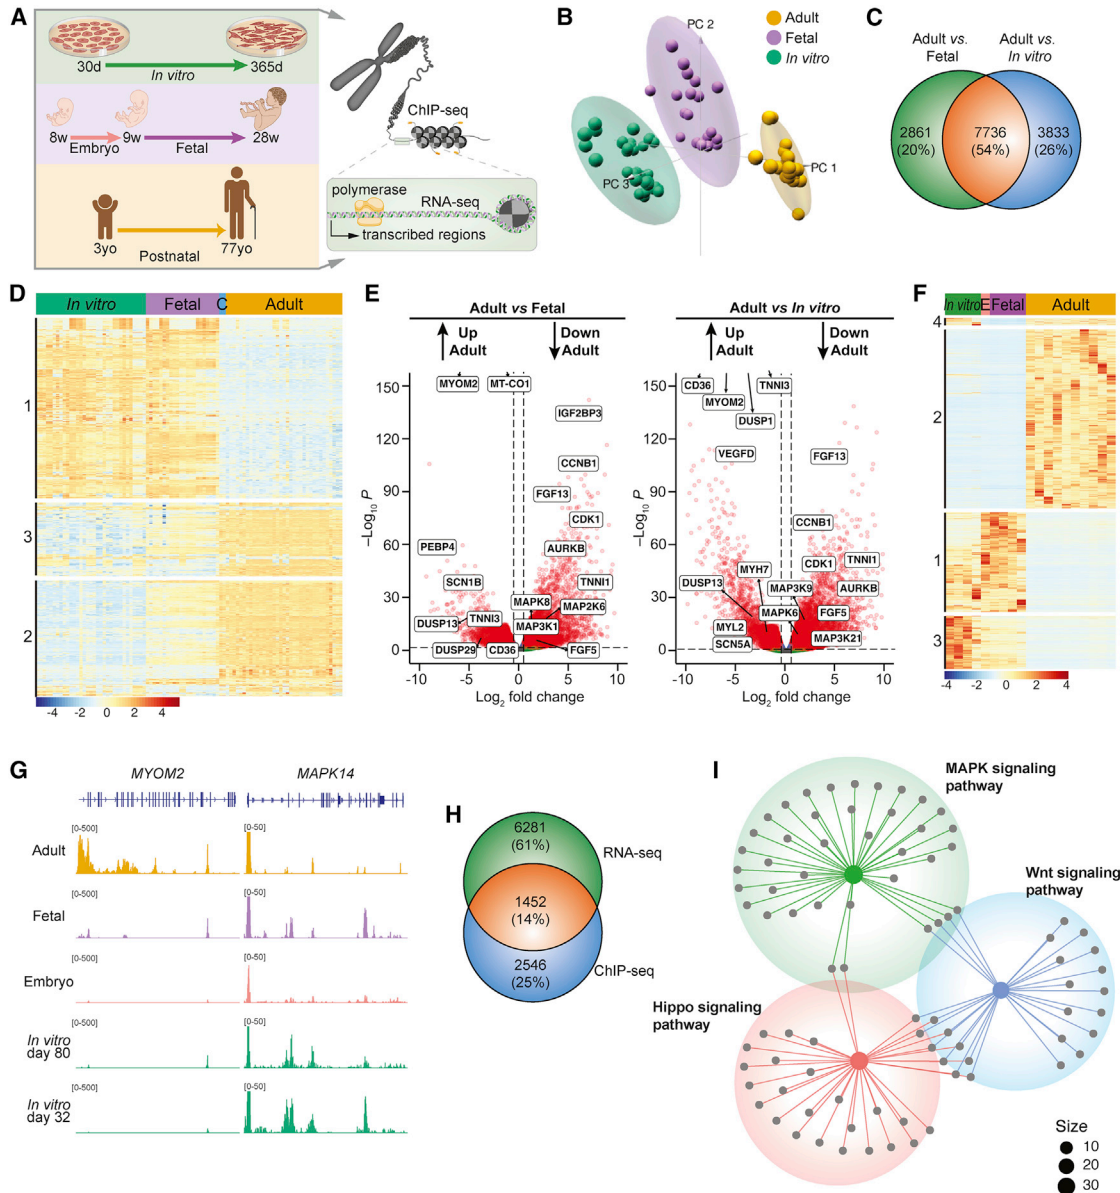 A
30d
365d
In vitro
8w
9w
28w
Embryo
Fetal
3yo
77yo
Postnatal
ChIP-seq
polymerase
RNA-seq
transcribed regions
B
PC 2
PC 1
PC 3
Adult
Fetal
In vitro
C
Adult vs. Fetal
Adult vs. In vitro
2861
(20%)
7736
(54%)
3833
(26%)
D
In vitro
Fetal
C
Adult
1
3
2
-4 -2 0 2 4
E
Adult vs Fetal
Up Adult
Down Adult
MYOM2
MT-CO1
IGF2BP3
CCNB1
FGF13
CDK1
PEBP4
AURKB
SCN1B
TNNI1
MAPK8
MAP2K6
DUSP13
TNNI3
MAP3K1
DUSP29
CD36
FGF5
–Log10 P
150
120
90
60
30
0
-10 -5 0 5 10
Log2 fold change
Adult vs In vitro
Up Adult
Down Adult
CD36
TNNI3
MYOM2
DUSP1
VEGFD
FGF13
CCNB1
CDK1
TNNI1
MYH7
DUSP13
MAP3K9
AURKB
MAPK6
FGF5
MYL2
MAP3K21
SCN5A
–Log10 P
150
120
90
60
30
0
-10 -5 0 5 10
Log2 fold change
F
In vitro
E
Fetal
Adult
4
2
1
3
-4 -2 0 2 4
G
MYOM2
MAPK14
Adult
[0-500]
[0-50]
Fetal
[0-500]
[0-50]
Embryo
[0-500]
[0-50]
In vitro
day 80
[0-500]
[0-50]
In vitro
day 32
[0-500]
[0-50]
H
6281
(61%)
RNA-seq
1452
(14%)
2546
(25%)
ChIP-seq
I
MAPK signaling
pathway
Wnt signaling
pathway
Hippo signaling
pathway
Size
10
20
30